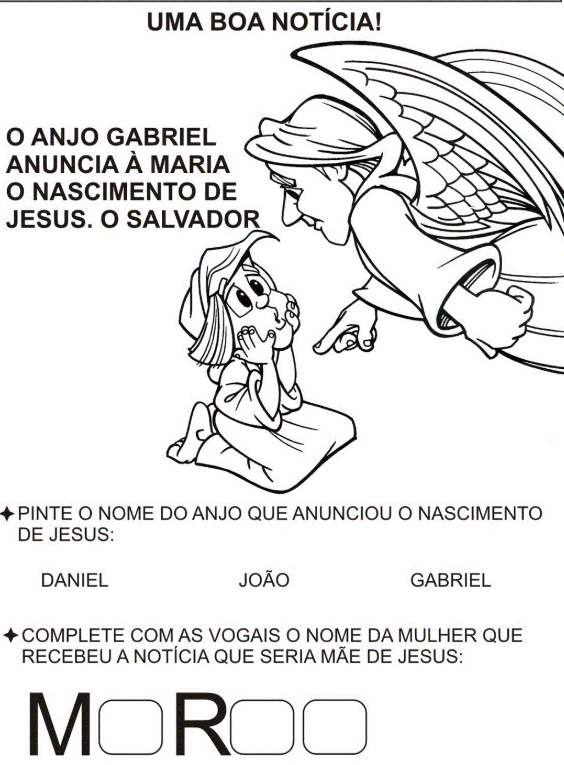 UMA BOA NOTÍCIA!
O ANJO GABRIEL
ANUNCIA À MARIA
O NASCIMENTO DE
JESUS. O SALVADOR
PINTE O NOME DO ANJO QUE ANUNCIOU O NASCIMENTO
DE JESUS:
DANIEL JOÃO GABRIEL
COMPLETE COM AS VOGAIS O NOME DA MULHER QUE
RECEBEU A NOTÍCIA QUE SERIA MÃE DE JESUS:
M R